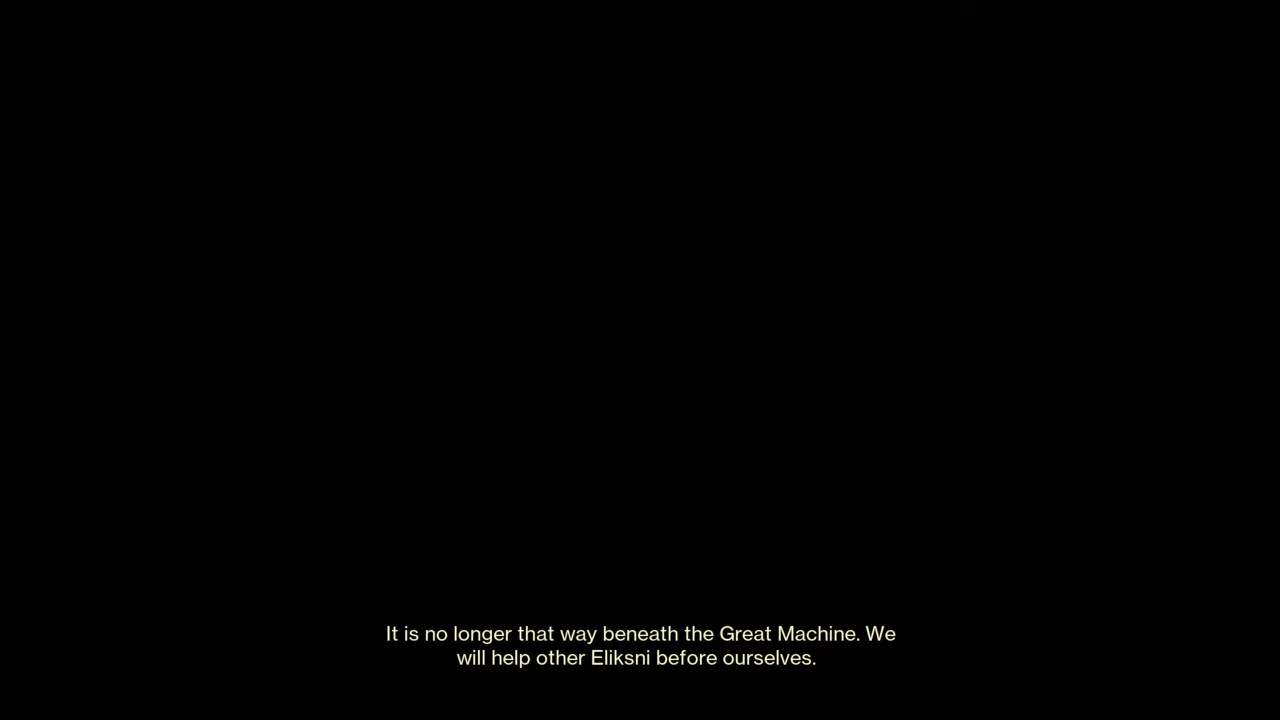 It is no longer that way beneath the Great Machine. We
will help other Eliksni before ourselves.